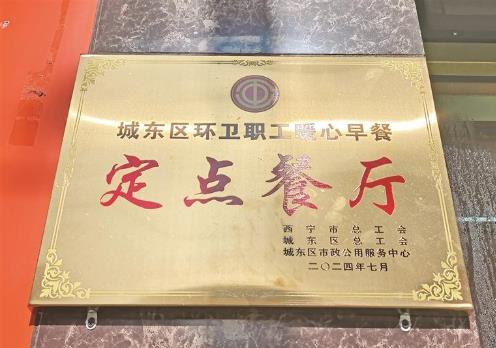 城东区环卫职工暖心早餐
定点餐厅
西宁市总工会
城东区总工会
城东区市政公用服务中心
二〇二四年七月